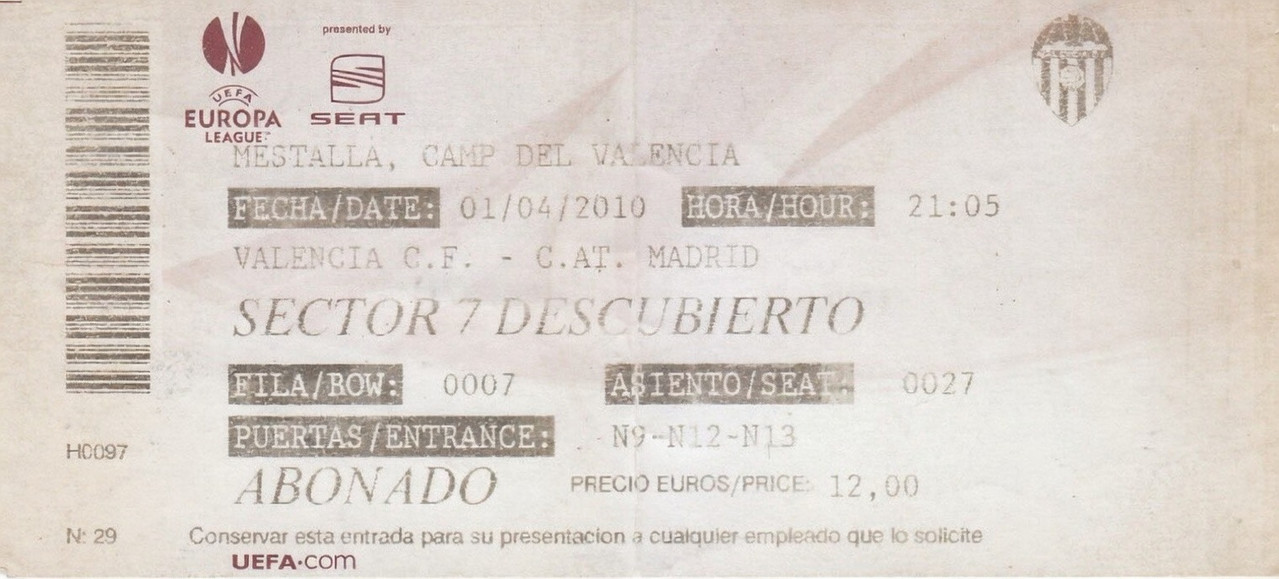 presented by
UEFA
EUROPA
LEAGUE
SEAT
MESTALLA, CAMP DEL VALENCIA
FECHA/DATE: 01/04/2010 HORA/HOUR: 21:05
VALENCIA C.F. - C.AT. MADRID
SECTOR 7 DESCUBIERTO
FILA/ROW: 0007 ASIENTO/SEAT: 0027
PUERTAS/ENTRANCE: N9-N12-N13
H0097
ABONADO PRECIO EUROS/PRICE: 12,00
N: 29 Conservar esta entrada para su presentacion a cualquier empleado que lo solicite
UEFA.com